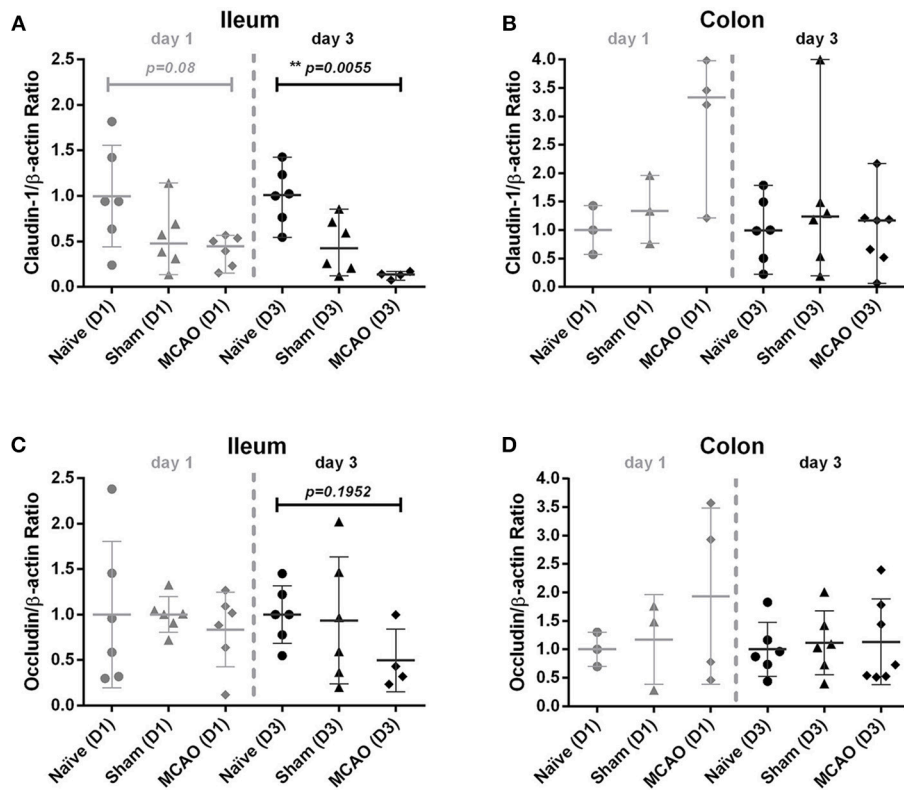 A
Ileum
day 1
day 3
p=0.08
** p=0.0055
Claudin-1/β-actin Ratio
2.5
2.0
1.5
1.0
0.5
0.0
Naïve (D1)
Sham (D1)
MCAO (D1)
Naïve (D3)
Sham (D3)
MCAO (D3)
B
Colon
day 1
day 3
Claudin-1/β-actin Ratio
4.0
3.5
3.0
2.5
2.0
1.5
1.0
0.5
0.0
Naïve (D1)
Sham (D1)
MCAO (D1)
Naïve (D3)
Sham (D3)
MCAO (D3)
C
Ileum
day 1
day 3
p=0.1952
Occludin/β-actin Ratio
2.5
2.0
1.5
1.0
0.5
0.0
Naïve (D1)
Sham (D1)
MCAO (D1)
Naïve (D3)
Sham (D3)
MCAO (D3)
D
Colon
day 1
day 3
Occludin/β-actin Ratio
4.0
3.5
3.0
2.5
2.0
1.5
1.0
0.5
0.0
Naïve (D1)
Sham (D1)
MCAO (D1)
Naïve (D3)
Sham (D3)
MCAO (D3)